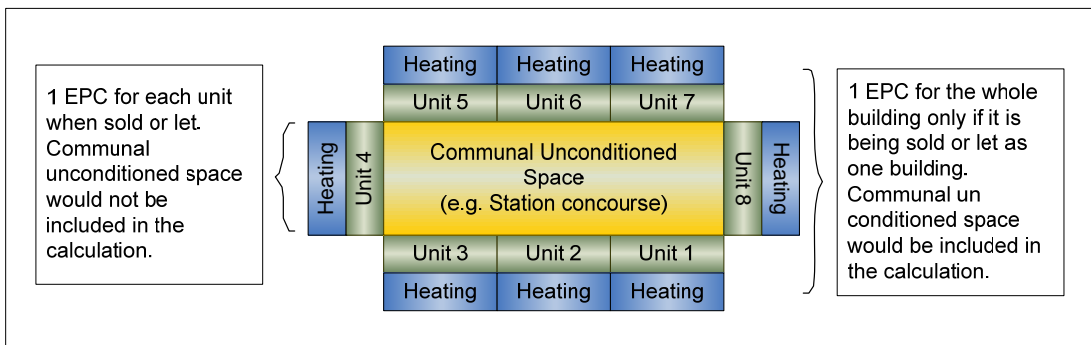 1 EPC for each unit
when sold or let.
Communal
unconditioned space
would not be
included in the
calculation.
Heating Heating Heating
Unit 5 Unit 6 Unit 7
Heating
Unit 4
Communal Unconditioned
Space
(e.g. Station concourse)
Unit 8
Heating
Unit 3 Unit 2 Unit 1
Heating Heating Heating
1 EPC for the whole
building only if it is
being sold or let as
one building.
Communal un
conditioned space
would be included in
the calculation.